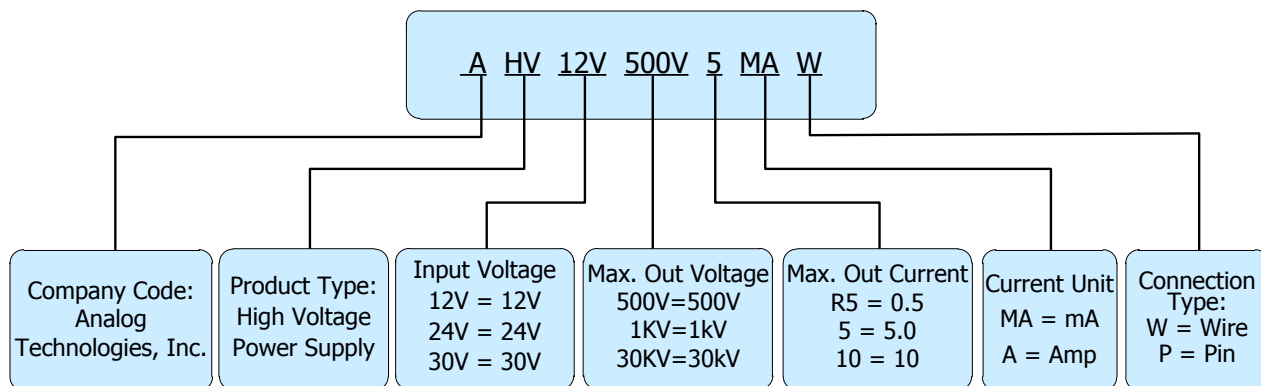 A HV 12V 500V 5 MA W
Company Code:
Analog
Technologies, Inc.
Product Type:
High Voltage
Power Supply
Input Voltage
12V = 12V
24V = 24V
30V = 30V
Max. Out Voltage
500V=500V
1KV=1kV
30KV=30kV
Max. Out Current
R5 = 0.5
5 = 5.0
10 = 10
Current Unit
MA = mA
A = Amp
Connection
Type:
W = Wire
P = Pin